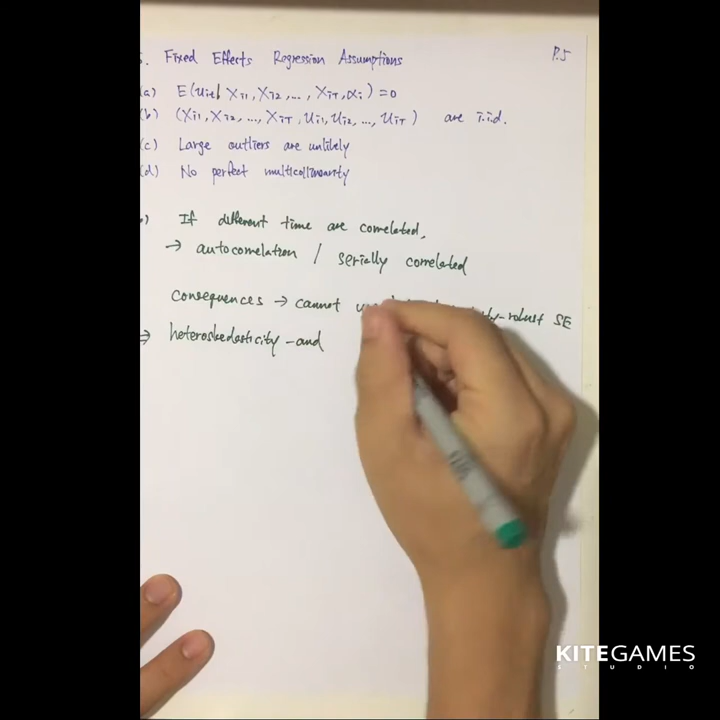 5. Fixed Effects Regression Assumptions P.5
(a) E(uit| Xi1, Xi2, ..., XiT, αi) = 0
(b) (Xi1, Xi2, ..., XiT, ui1, ui2, ..., uiT) are i.i.d.
(c) Large outliers are unlikely
(d) No perfect multicollinearity
) If different time are correlated,
→ autocorrelation / serially correlated
consequences → cannot -robust SE
⇒ heteroskedasticity - and
KITEGAMES
STUDIO